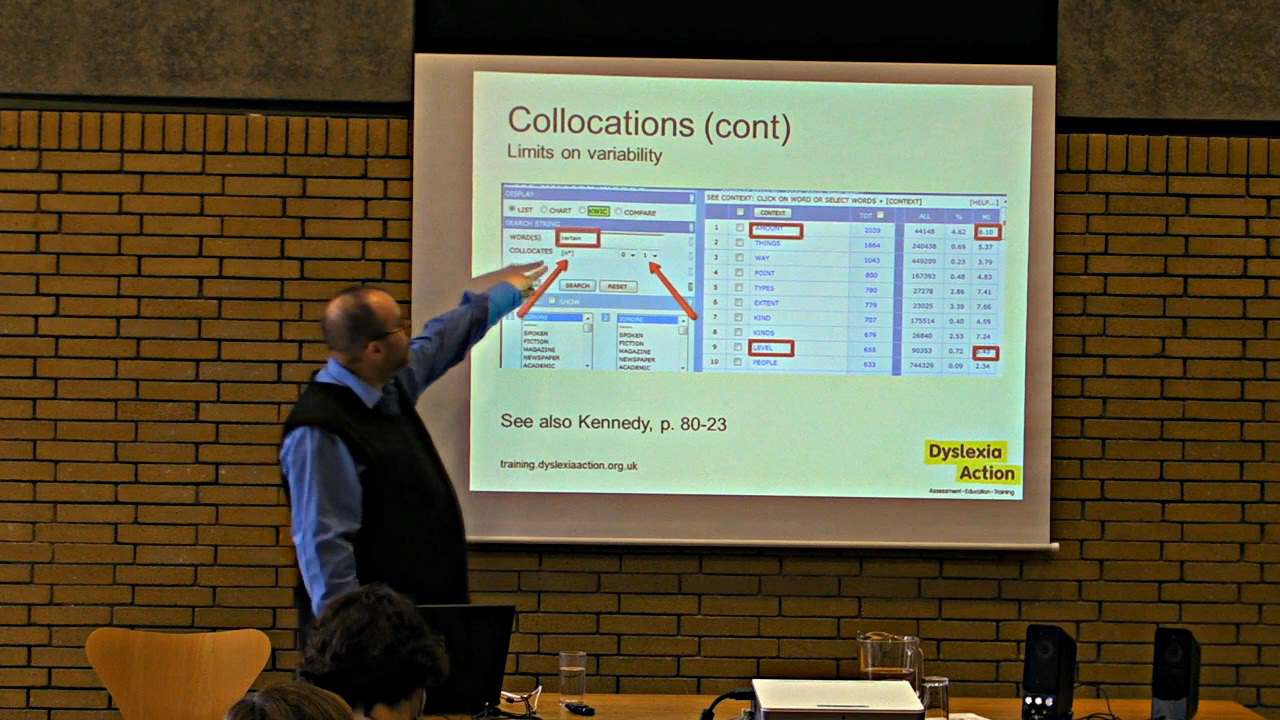 Collocations (cont)
Limits on variability
DISPLAY
LIST CHART KWIC COMPARE
SEARCH STRING
WORD(S) certain
COLLOCATES [n*] 0 1
SEARCH RESET
SHOW
IGNORE IGNORE
SPOKEN SPOKEN
FICTION FICTION
MAGAZINE MAGAZINE
NEWSPAPER NEWSPAPER
ACADEMIC ACADEMIC
SEE CONTEXT: CLICK ON WORD OR SELECT WORDS + [CONTEXT] [HELP...]
CONTEXT TOT ALL % MI
1 AMOUNT 2039 44148 4.62 6.10
2 THINGS 1664 240438 0.69 5.37
3 WAY 1043 449209 0.23 3.79
4 POINT 800 167393 0.48 4.83
5 TYPES 780 27278 2.86 7.41
6 EXTENT 779 23025 3.38 7.66
7 KIND 707 175514 0.40 4.59
8 KINDS 679 26840 2.53 7.24
9 LEVEL 655 90353 0.72
10 PEOPLE 633 744329 0.09 2.34
See also Kennedy, p. 80-23
training.dyslexiaaction.org.uk
Dyslexia
Action
Assessment • Education • Training